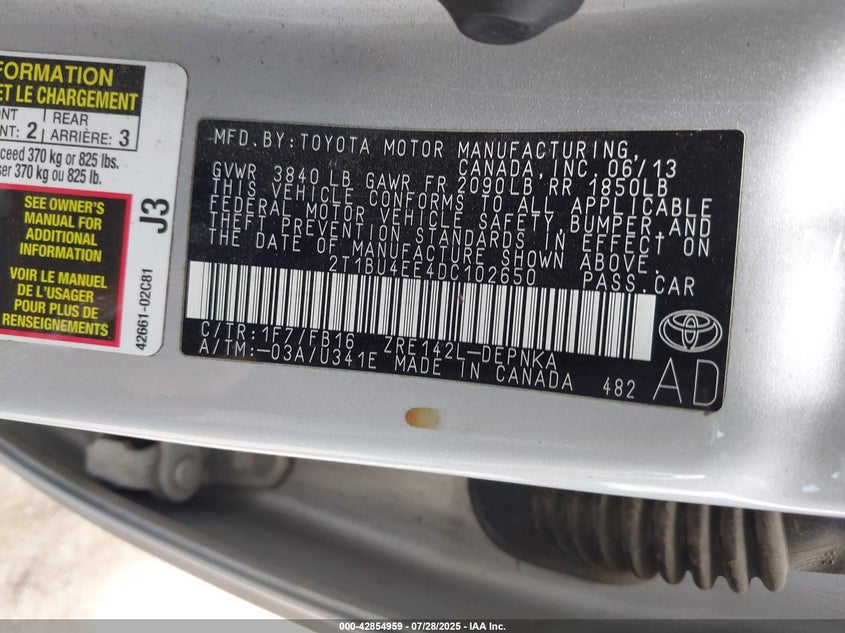 FORMATION
ET LE CHARGEMENT
NT REAR
NT: 2 ARRIÈRE: 3
ceed 370 kg or 825 lbs.
ser 370 kg ou 825 lb.
SEE OWNER'S
MANUAL FOR
ADDITIONAL
INFORMATION
VOIR LE MANUEL
DE L'USAGER
POUR PLUS DE
RENSEIGNEMENTS
J3
42661-02C81
MFD.BY:TOYOTA MOTOR MANUFACTURING,
CANADA,INC.06/13
GVWR 3840LB GAWR FR 2090LB RR 1850LB
THIS VEHICLE CONFORMS TO ALL APPLICABLE
FEDERAL MOTOR VEHICLE SAFETY,BUMPER,AND
THEFT PREVENTION STANDARDS IN EFFECT ON
THE DATE OF MANUFACTURE SHOWN ABOVE.
2T1BU4EE4DC102650 PASS.CAR
C/TR:1F7/FB16 ZRE142L-DEPNKA
A/TM:-03A/U341E MADE IN CANADA 482
AD
000-42854959 | 07/28/2025 - IAA Inc.